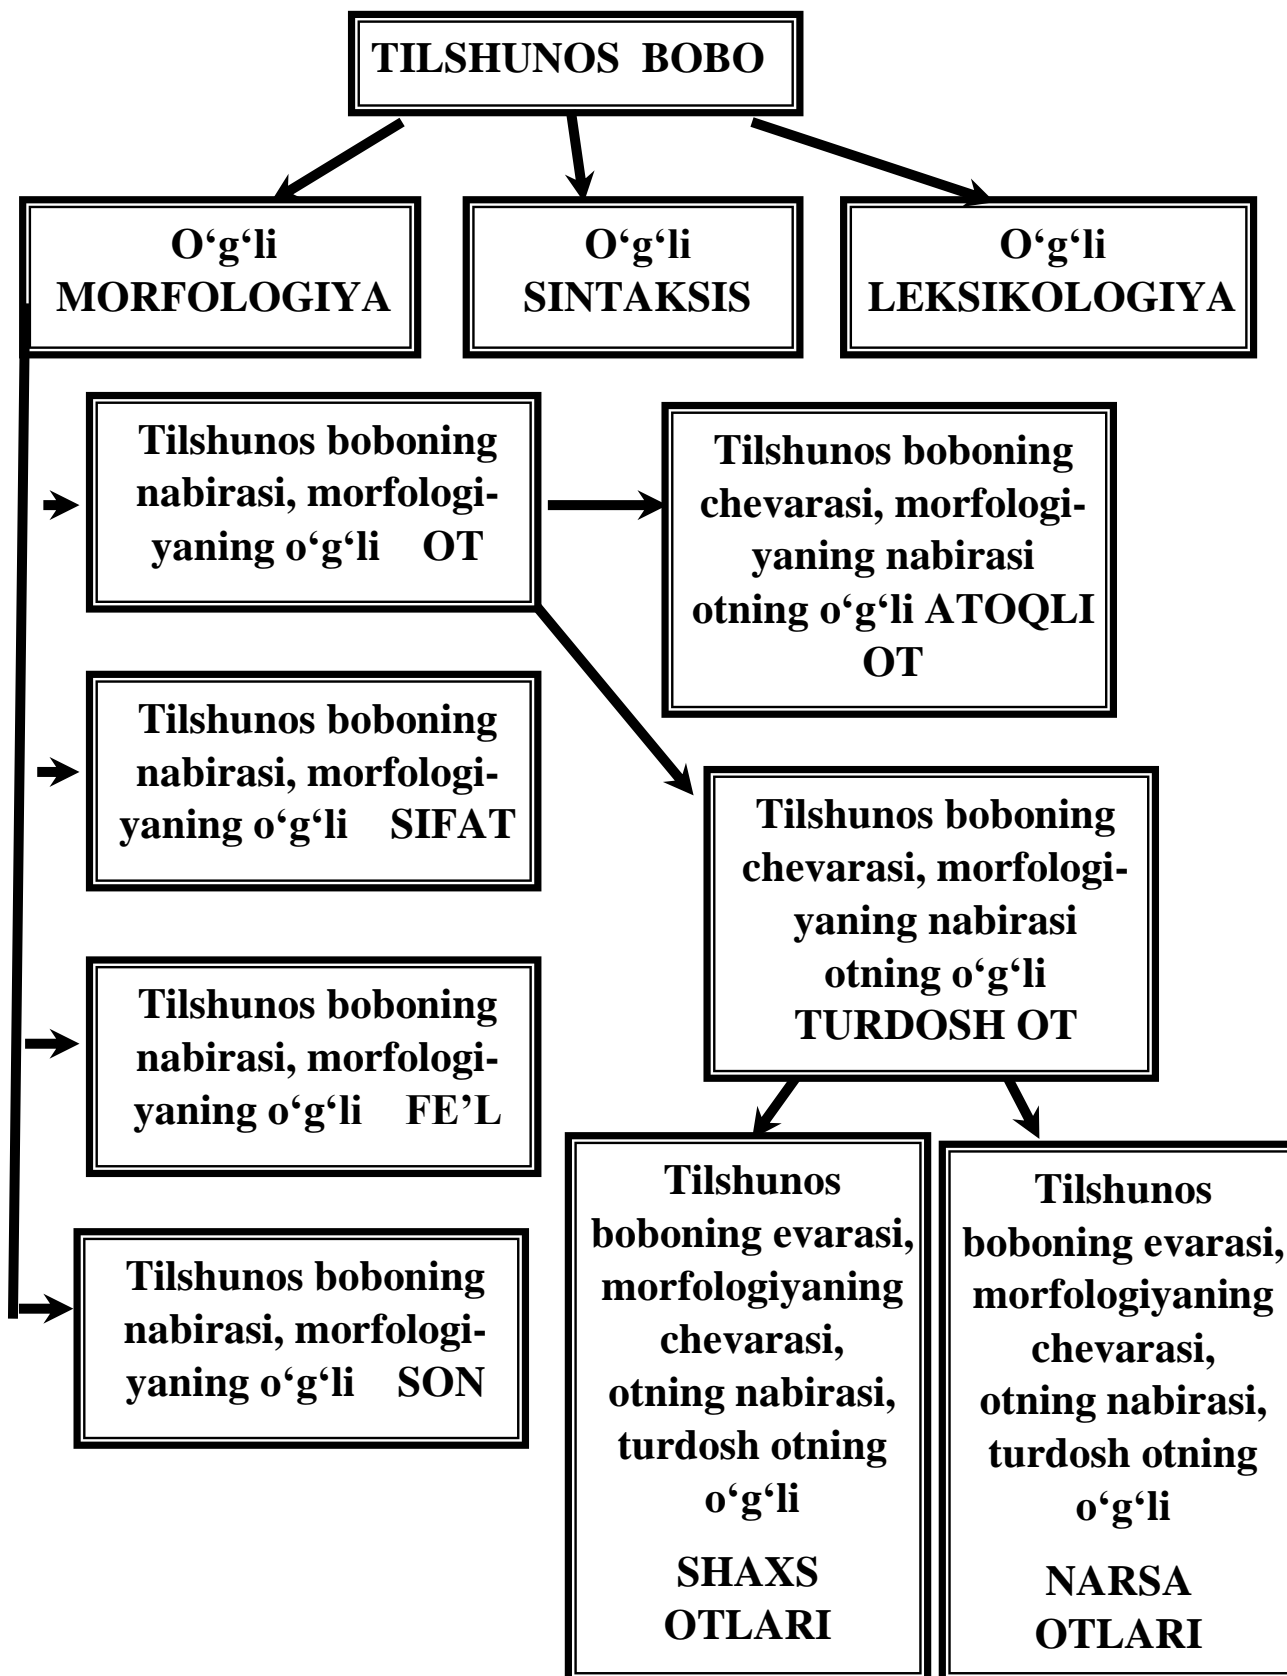 TILSHUNOS BOBO
O‘g‘li
MORFOLOGIYA
O‘g‘li
SINTAKSIS
O‘g‘li
LEKSIKOLOGIYA
Tilshunos boboning
nabirasi, morfologi-
yaning o‘g‘li OT
Tilshunos boboning
chevarasi, morfologi-
yaning nabirasi
otning o‘g‘li ATOQLI
OT
Tilshunos boboning
nabirasi, morfologi-
yaning o‘g‘li SIFAT
Tilshunos boboning
chevarasi, morfologi-
yaning nabirasi
otning o‘g‘li
TURDOSH OT
Tilshunos boboning
nabirasi, morfologi-
yaning o‘g‘li FE’L
Tilshunos boboning
nabirasi, morfologi-
yaning o‘g‘li SON
Tilshunos
boboning evarasi,
morfologiyaning
chevarasi,
otning nabirasi,
turdosh otning
o‘g‘li
SHAXS
OTLARI
Tilshunos
boboning evarasi,
morfologiyaning
chevarasi,
otning nabirasi,
turdosh otning
o‘g‘li
NARSA
OTLARI